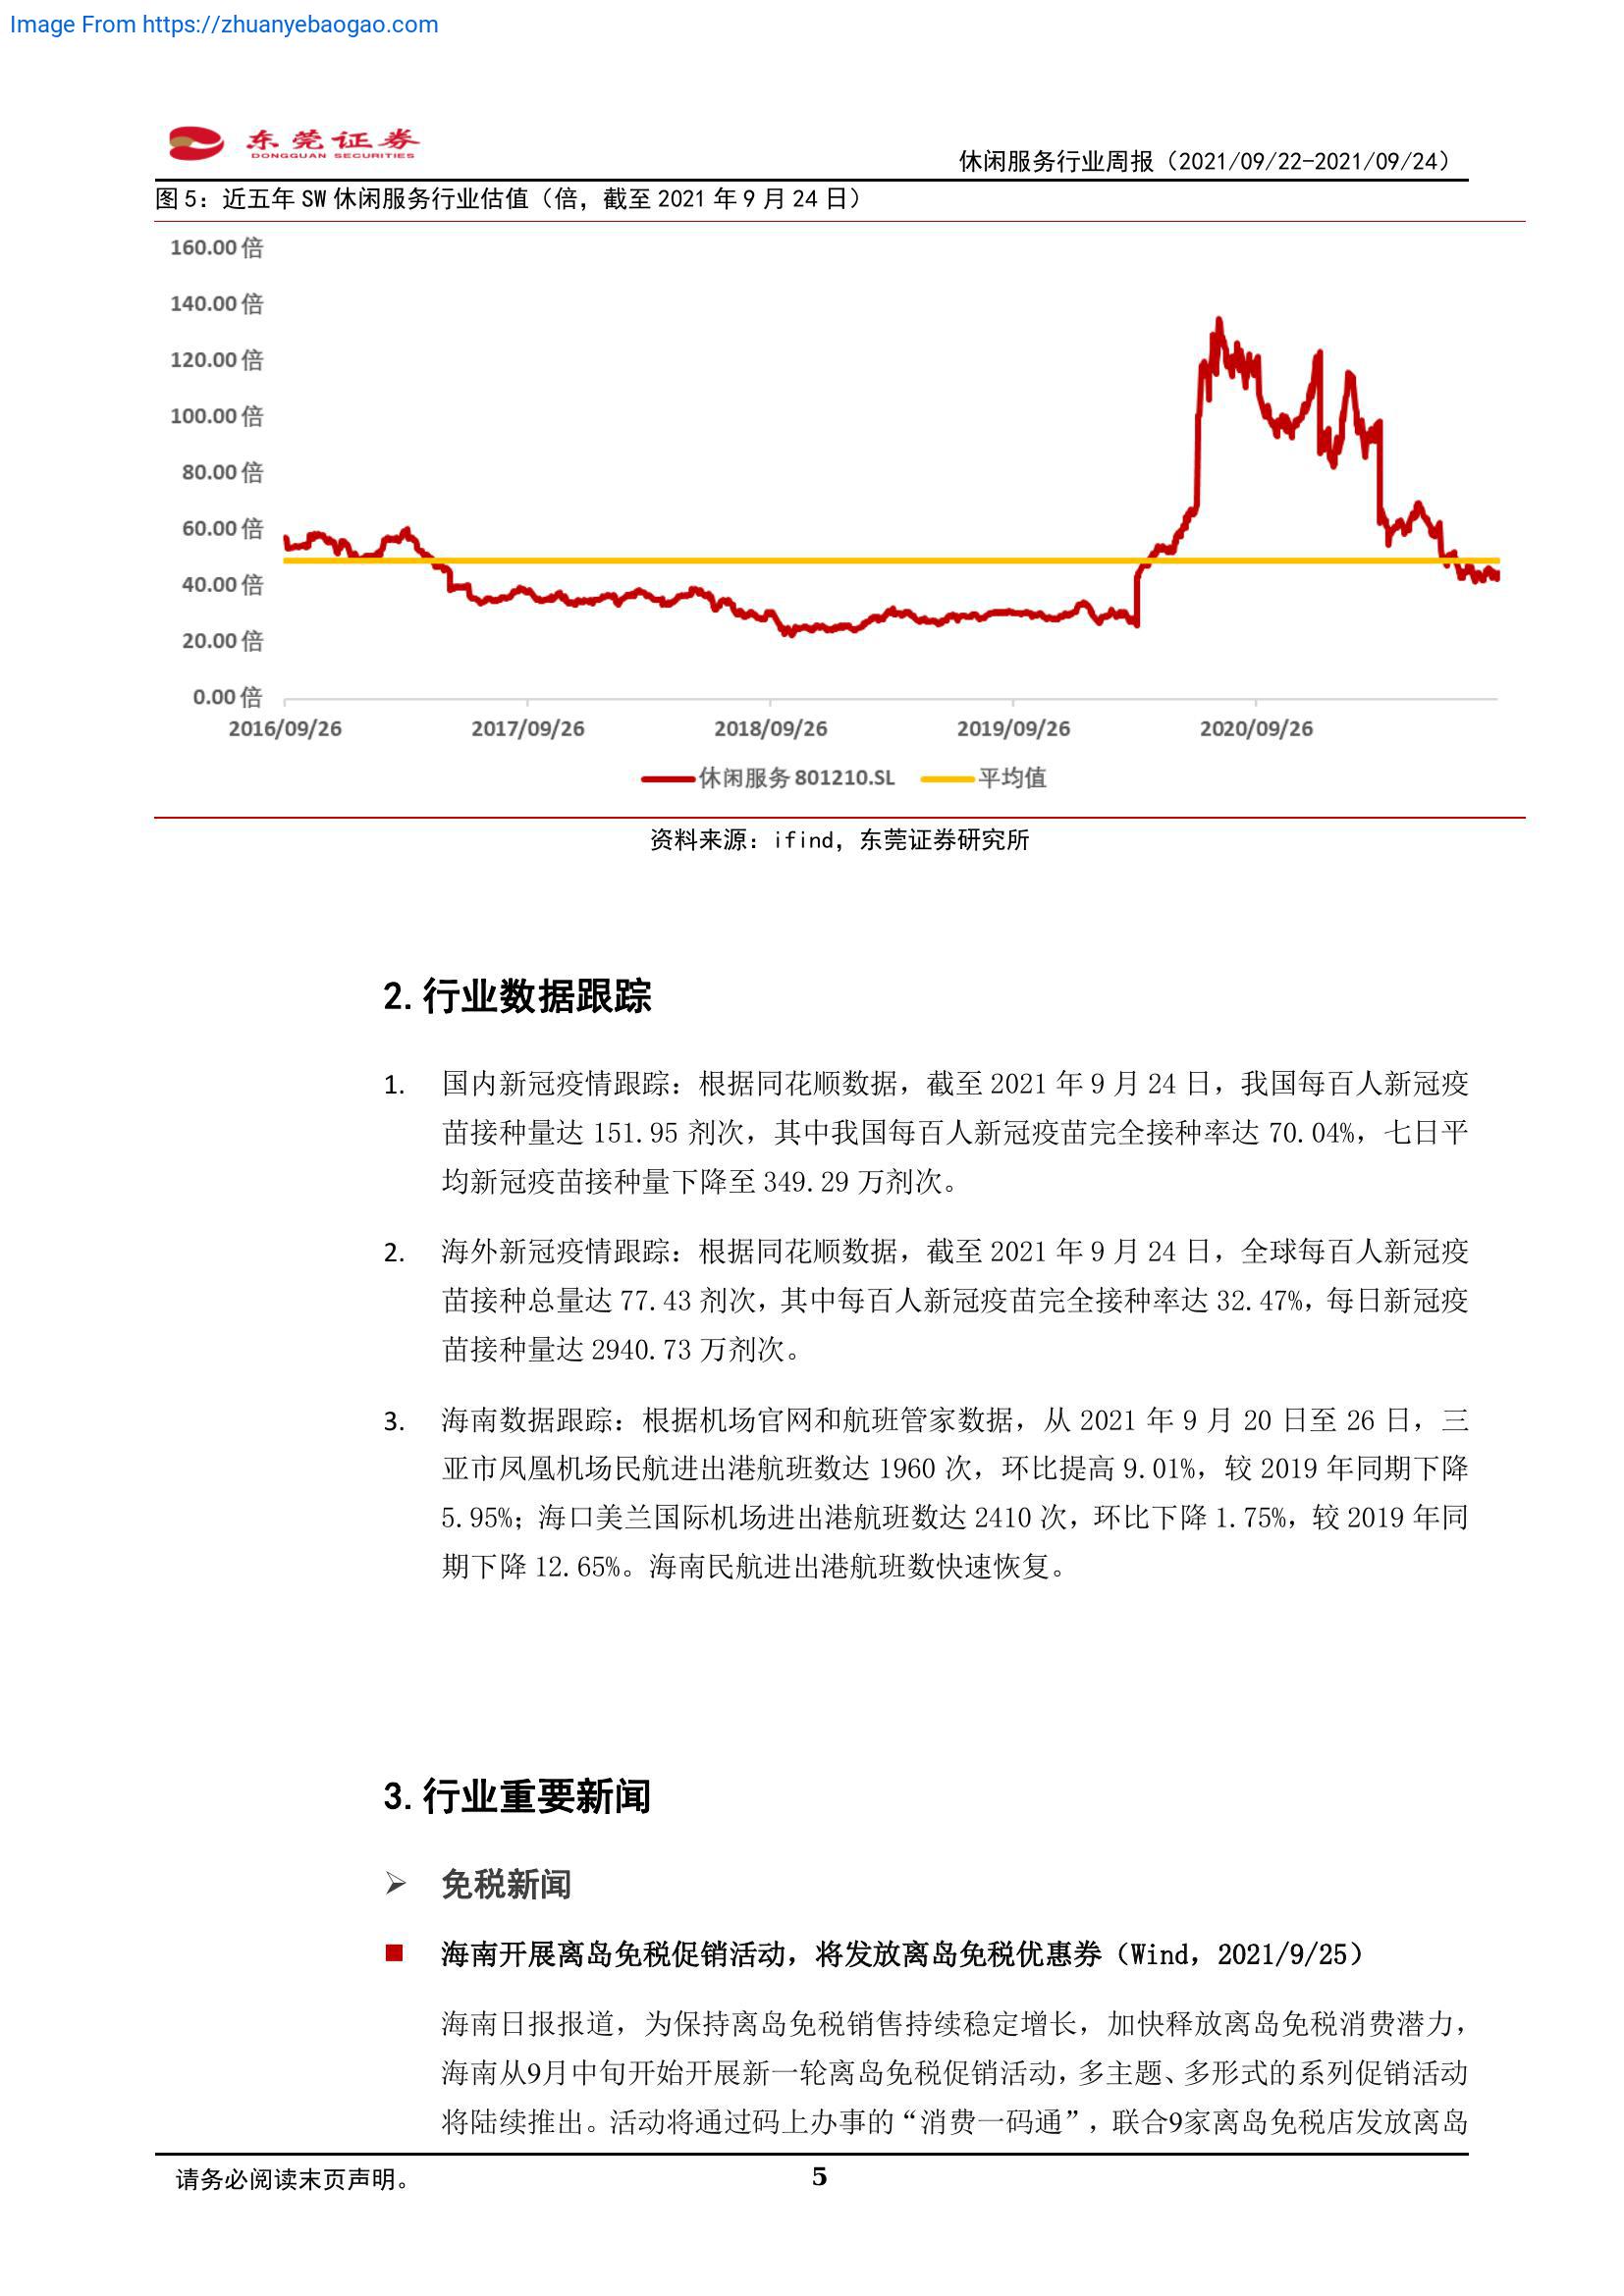 Image From https://zhuanyebaogao.com
东莞证券
DONGGUAN SECURITIES
休闲服务行业周报（2021/09/22-2021/09/24）
图 5：近五年 SW 休闲服务行业估值（倍，截至 2021 年 9 月 24 日）
160.00 倍
140.00 倍
120.00 倍
100.00 倍
80.00 倍
60.00 倍
40.00 倍
20.00 倍
0.00 倍
2016/09/26 2017/09/26 2018/09/26 2019/09/26 2020/09/26
休闲服务 801210.SL 平均值
资料来源：ifind，东莞证券研究所
2.行业数据跟踪
1. 国内新冠疫情跟踪：根据同花顺数据，截至 2021 年 9 月 24 日，我国每百人新冠疫
苗接种量达 151.95 剂次，其中我国每百人新冠疫苗完全接种率达 70.04%，七日平
均新冠疫苗接种量下降至 349.29 万剂次。
2. 海外新冠疫情跟踪：根据同花顺数据，截至 2021 年 9 月 24 日，全球每百人新冠疫
苗接种总量达 77.43 剂次，其中每百人新冠疫苗完全接种率达 32.47%，每日新冠疫
苗接种量达 2940.73 万剂次。
3. 海南数据跟踪：根据机场官网和航班管家数据，从 2021 年 9 月 20 日至 26 日，三
亚市凤凰机场民航进出港航班数达 1960 次，环比提高 9.01%，较 2019 年同期下降
5.95%；海口美兰国际机场进出港航班数达 2410 次，环比下降 1.75%，较 2019 年同
期下降 12.65%。海南民航进出港航班数快速恢复。
3.行业重要新闻
➢ 免税新闻
■ 海南开展离岛免税促销活动，将发放离岛免税优惠券（Wind，2021/9/25）
海南日报报道，为保持离岛免税销售持续稳定增长，加快释放离岛免税消费潜力，
海南从9月中旬开始开展新一轮离岛免税促销活动，多主题、多形式的系列促销活动
将陆续推出。活动将通过码上办事的“消费一码通”，联合9家离岛免税店发放离岛
请务必阅读末页声明。 5